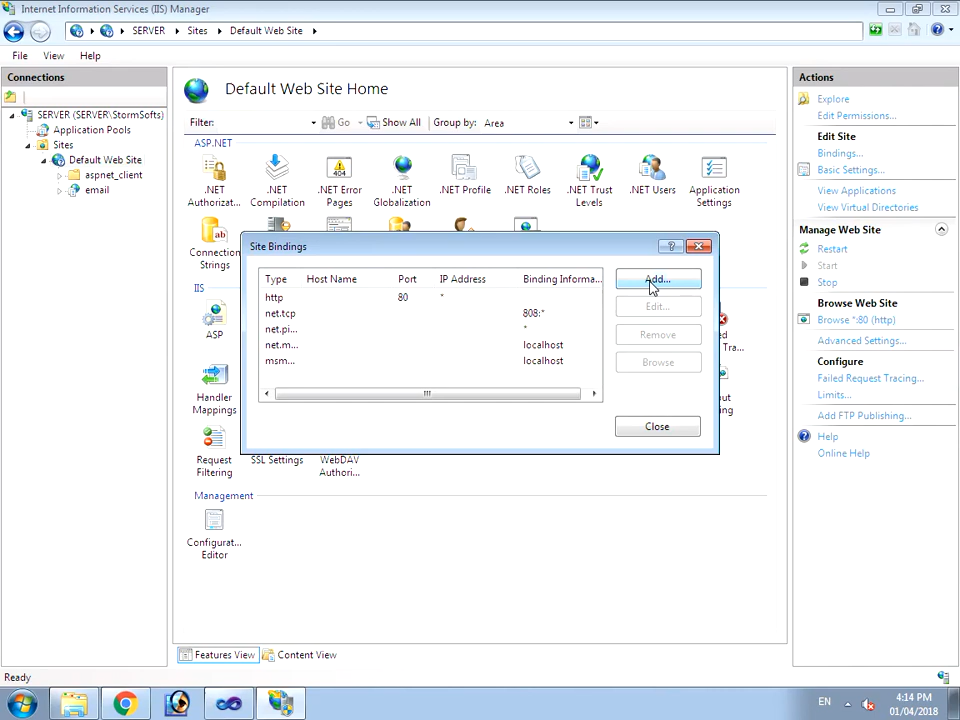 Internet Information Services (IIS) Manager
SERVER
Sites
Default Web Site
File
View
Help
Connections
SERVER (SERVER\StormSofts)
Application Pools
Sites
Default Web Site
aspnet_client
email
Default Web Site Home
Filter:
Go
Show All
Group by:
Area
ASP.NET
.NET Authorizat...
.NET Compilation
.NET Error Pages
.NET Globalization
.NET Profile
.NET Roles
.NET Trust Levels
.NET Users
Application Settings
Connection Strings
IIS
ASP
Handler Mappings
Request Filtering
SSL Settings
WebDAV Authori...
Management
Configurat... Editor
Site Bindings
Type Host Name Port IP Address Binding Informa...
http 80 *
net.tcp 808:*
net.pi... *
net.m... localhost
msm... localhost
Add...
Edit...
Remove
Browse
Close
Features View
Content View
Actions
Explore
Edit Permissions...
Edit Site
Bindings...
Basic Settings...
View Applications
View Virtual Directories
Manage Web Site
Restart
Start
Stop
Browse Web Site
Browse *:80 (http)
Advanced Settings...
Configure
Failed Request Tracing...
Limits...
Add FTP Publishing...
Help
Online Help
Ready
EN
4:14 PM
01/04/2018